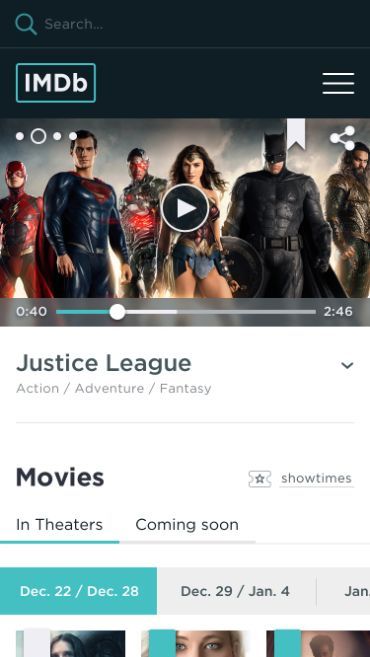 Search...
IMDb
0:40
2:46
Justice League
Action / Adventure / Fantasy
Movies
showtimes
In Theaters
Coming soon
Dec. 22 / Dec. 28
Dec. 29 / Jan. 4
Jan.